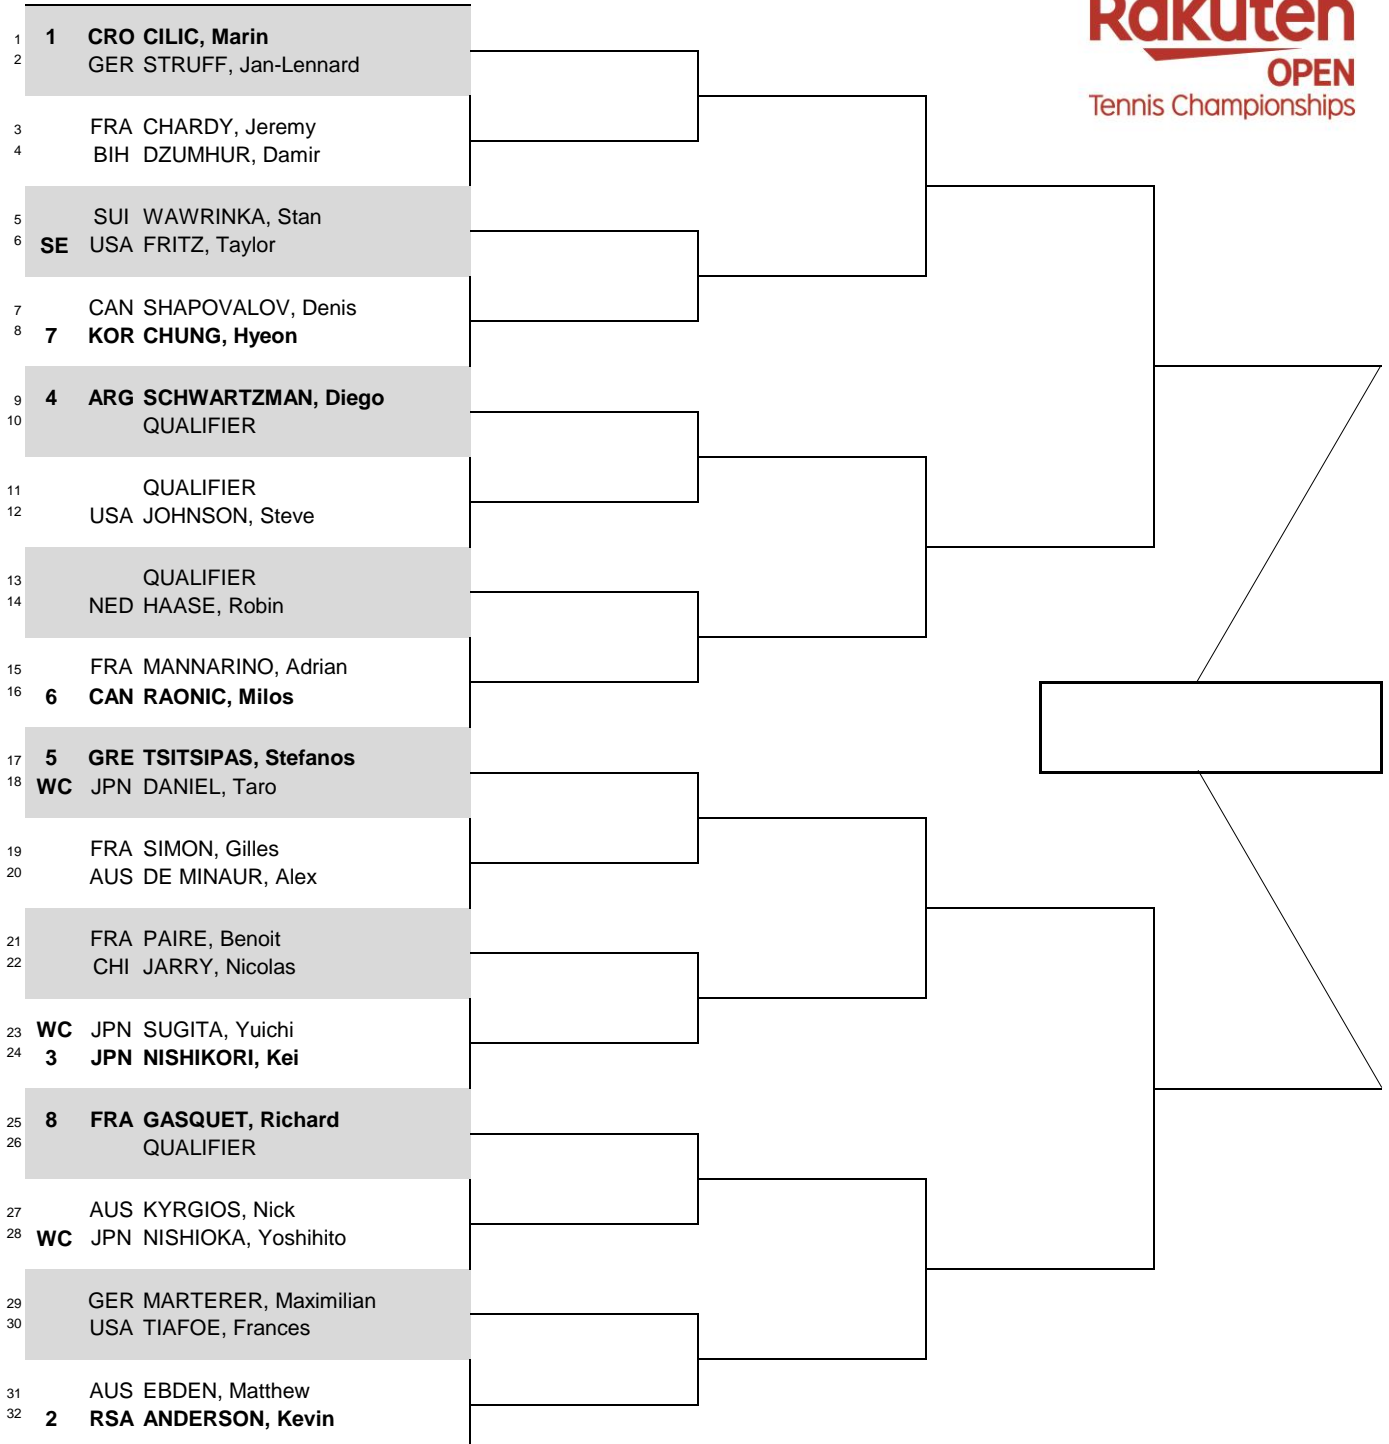 Rakuten
OPEN
Tennis Championships
1 1 CRO CILIC, Marin
2 GER STRUFF, Jan-Lennard
3 FRA CHARDY, Jeremy
4 BIH DZUMHUR, Damir
5 SUI WAWRINKA, Stan
6 SE USA FRITZ, Taylor
7 CAN SHAPOVALOV, Denis
8 7 KOR CHUNG, Hyeon
9 4 ARG SCHWARTZMAN, Diego
10 QUALIFIER
11 QUALIFIER
12 USA JOHNSON, Steve
13 QUALIFIER
14 NED HAASE, Robin
15 FRA MANNARINO, Adrian
16 6 CAN RAONIC, Milos
17 5 GRE TSITSIPAS, Stefanos
18 WC JPN DANIEL, Taro
19 FRA SIMON, Gilles
20 AUS DE MINAUR, Alex
21 FRA PAIRE, Benoit
22 CHI JARRY, Nicolas
23 WC JPN SUGITA, Yuichi
24 3 JPN NISHIKORI, Kei
25 8 FRA GASQUET, Richard
26 QUALIFIER
27 AUS KYRGIOS, Nick
28 WC JPN NISHIOKA, Yoshihito
29 GER MARTERER, Maximilian
30 USA TIAFOE, Frances
31 AUS EBDEN, Matthew
32 2 RSA ANDERSON, Kevin